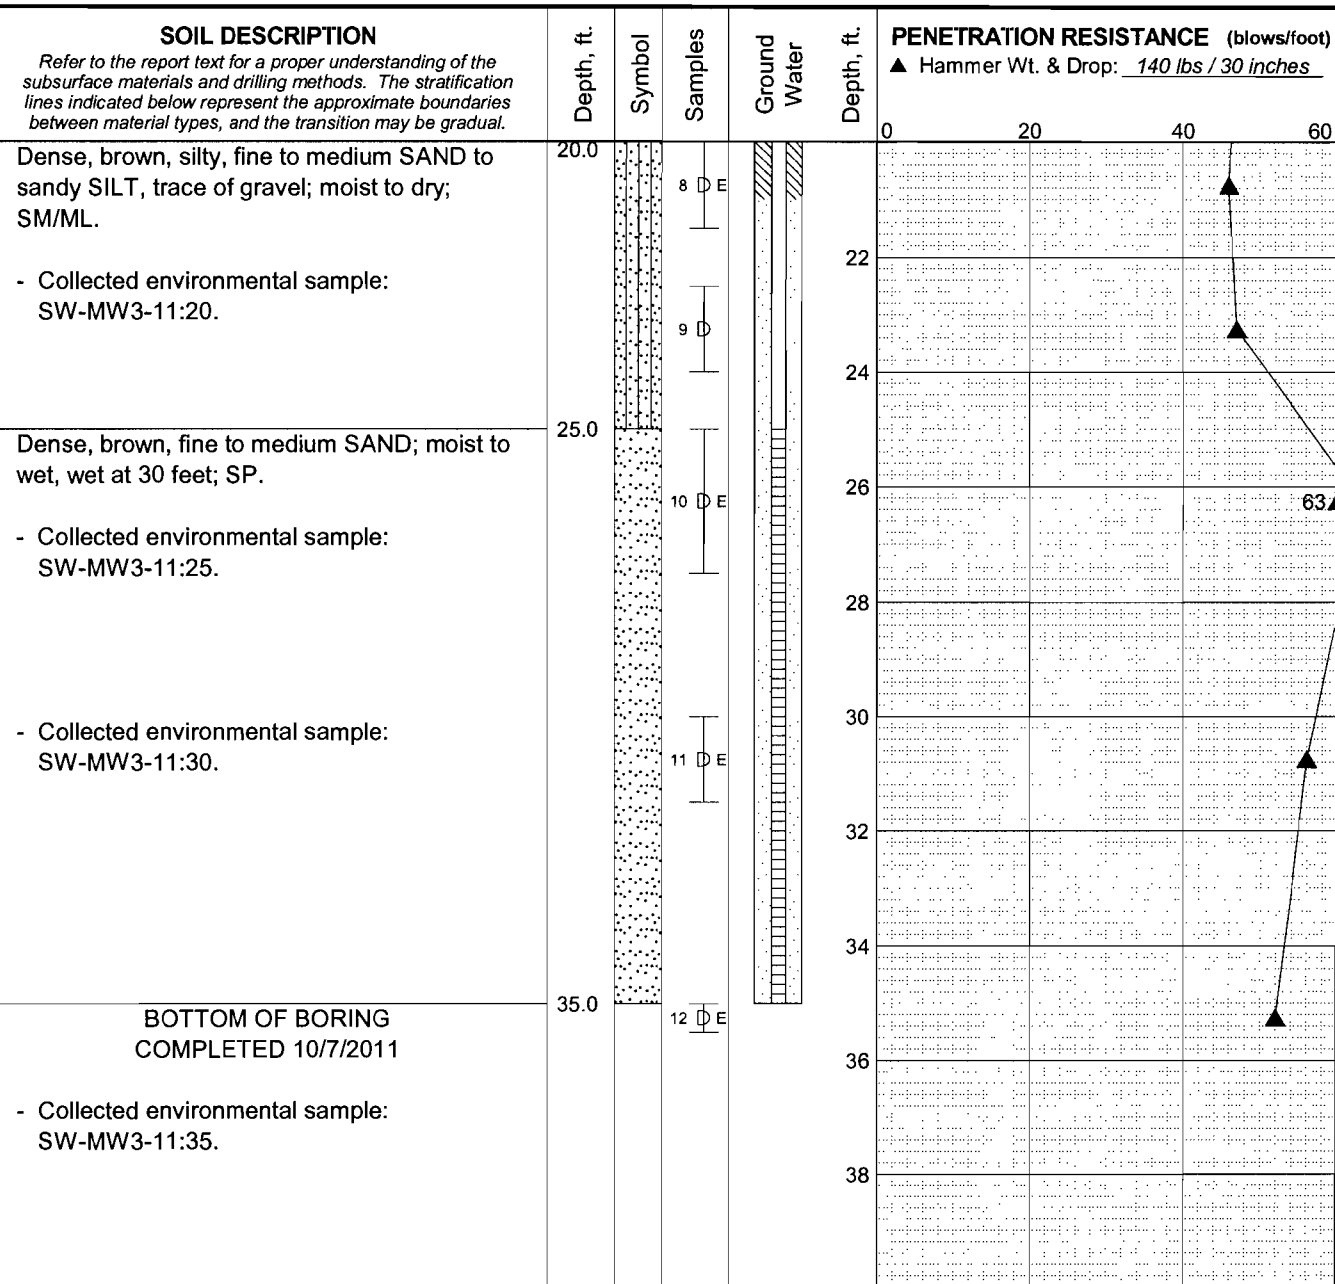 SOIL DESCRIPTION
Refer to the report text for a proper understanding of the
subsurface materials and drilling methods. The stratification
lines indicated below represent the approximate boundaries
between material types, and the transition may be gradual.
Depth, ft.
Symbol
Samples
Ground
Water
Depth, ft.
PENETRATION RESISTANCE (blows/foot)
▲ Hammer Wt. & Drop: 140 lbs / 30 inches
0 20 40 60
Dense, brown, silty, fine to medium SAND to
sandy SILT, trace of gravel; moist to dry;
SM/ML.
- Collected environmental sample:
SW-MW3-11:20.
20.0
8 D E
22
9 D
24
Dense, brown, fine to medium SAND; moist to
wet, wet at 30 feet; SP.
25.0
- Collected environmental sample:
SW-MW3-11:25.
10 D E
26
63
28
- Collected environmental sample:
SW-MW3-11:30.
30
11 D E
32
34
35.0
BOTTOM OF BORING
COMPLETED 10/7/2011
12 D E
36
- Collected environmental sample:
SW-MW3-11:35.
38